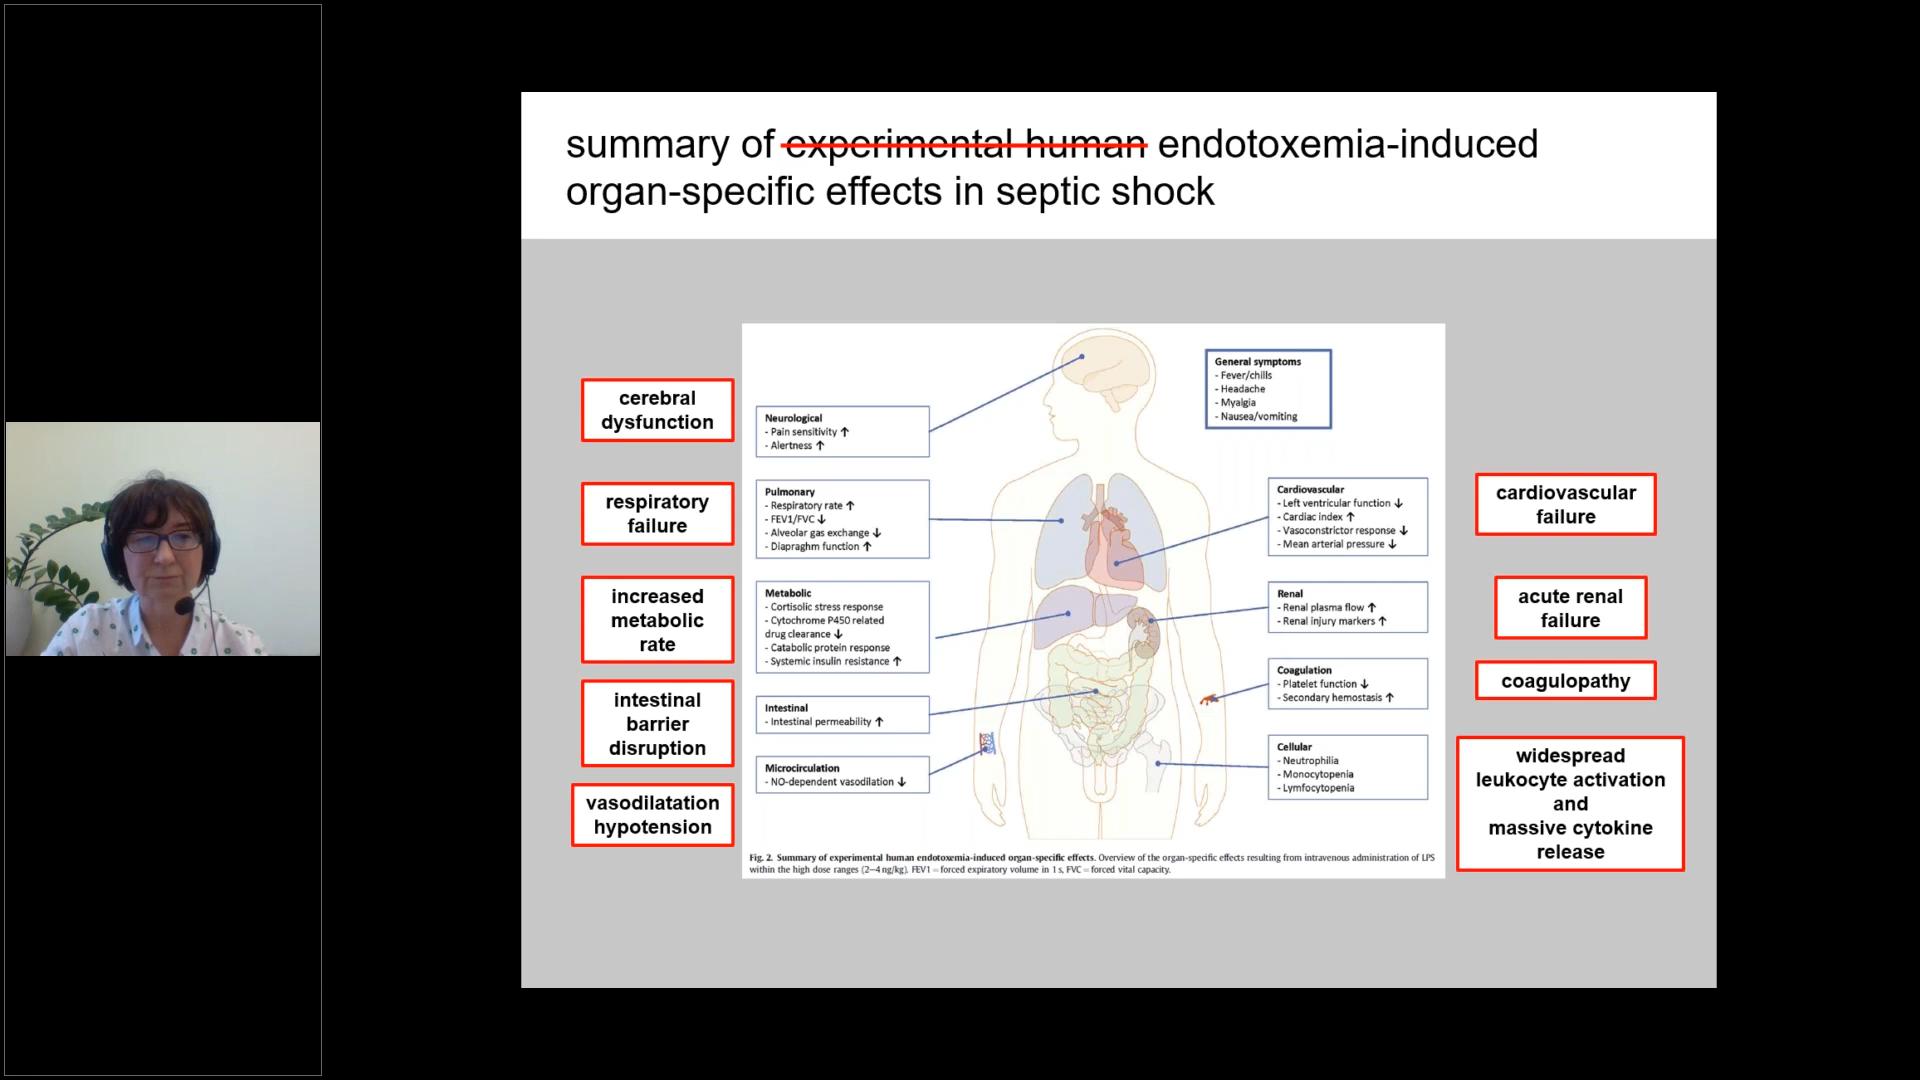 summary of experimental human endotoxemia-induced
organ-specific effects in septic shock
cerebral
dysfunction
respiratory
failure
increased
metabolic
rate
intestinal
barrier
disruption
vasodilatation
hypotension
Neurological
- Pain sensitivity ↑
- Alertness ↑
Pulmonary
- Respiratory rate ↑
- FEV1/FVC ↓
- Alveolar gas exchange ↓
- Diapraghm function ↑
Metabolic
- Cortisolic stress response
- Cytochrome P450 related
drug clearance ↓
- Catabolic protein response
- Systemic insulin resistance ↑
Intestinal
- Intestinal permeability ↑
Microcirculation
- NO-dependent vasodilation ↓
General symptoms
- Fever/chills
- Headache
- Myalgia
- Nausea/vomiting
Cardiovascular
- Left ventricular function ↓
- Cardiac index ↑
- Vasoconstrictor response ↓
- Mean arterial pressure ↓
Renal
- Renal plasma flow ↑
- Renal injury markers ↑
Coagulation
- Platelet function ↓
- Secondary hemostasis ↑
Cellular
- Neutrophilia
- Monocytopenia
- Lymfocytopenia
cardiovascular
failure
acute renal
failure
coagulopathy
widespread
leukocyte activation
and
massive cytokine
release
Fig. 2. Summary of experimental human endotoxemia-induced organ-specific effects. Overview of the organ-specific effects resulting from intravenous administration of LPS
within the high dose ranges (2–4 ng/kg). FEV1 = forced expiratory volume in 1 s, FVC = forced vital capacity.